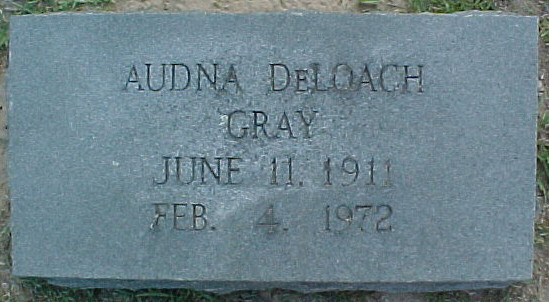 AUDNA DELOACH
GRAY
JUNE 11, 1911
FEB. 4, 1972